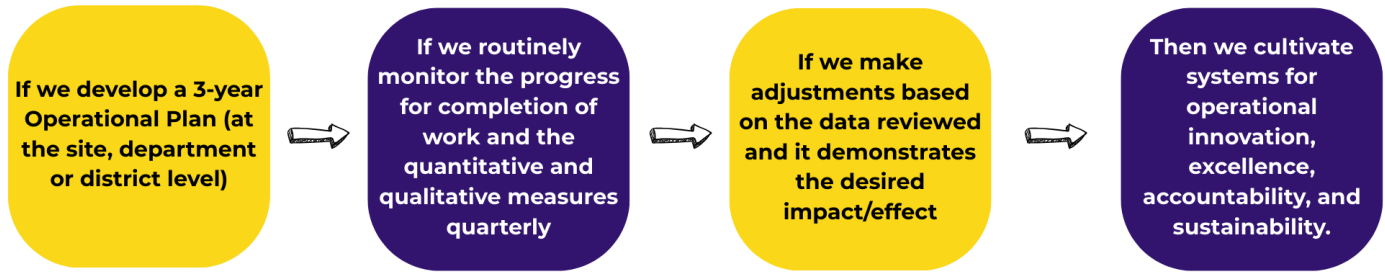 If we develop a 3-year
Operational Plan (at
the site, department
or district level)
If we routinely
monitor the progress
for completion of
work and the
quantitative and
qualitative measures
quarterly
If we make
adjustments based
on the data reviewed
and it demonstrates
the desired
impact/effect
Then we cultivate
systems for
operational
innovation,
excellence,
accountability, and
sustainability.